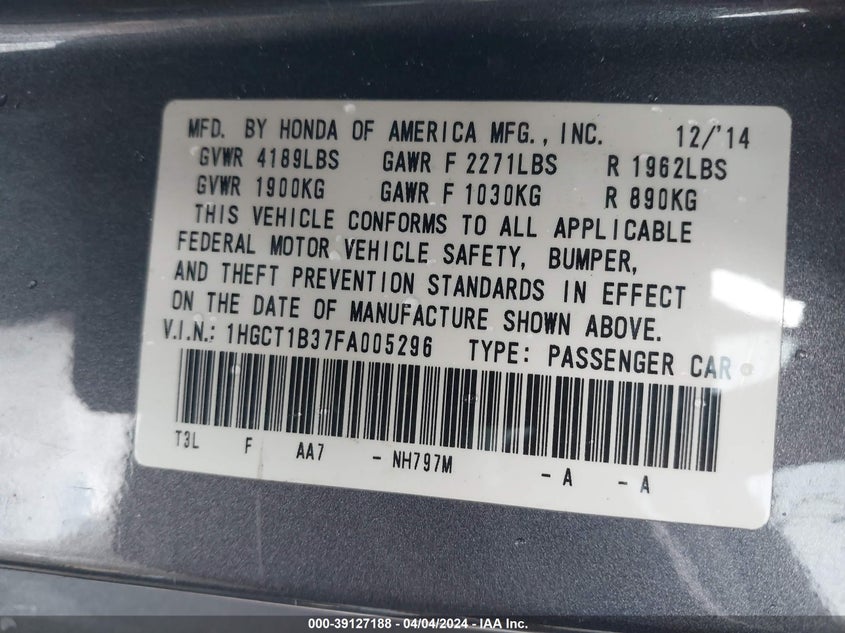 MFD. BY HONDA OF AMERICA MFG., INC. 12/'14
GVWR 4189LBS GAWR F 2271LBS R 1962LBS
GVWR 1900KG GAWR F 1030KG R 890KG
THIS VEHICLE CONFORMS TO ALL APPLICABLE
FEDERAL MOTOR VEHICLE SAFETY, BUMPER,
AND THEFT PREVENTION STANDARDS IN EFFECT
ON THE DATE OF MANUFACTURE SHOWN ABOVE.
V.I.N.: 1HGCT1B37FA005296 TYPE: PASSENGER CAR
T3L F AA7 - NH797M - A - A
000-39127188 - 04/04/2024 - IAA Inc.